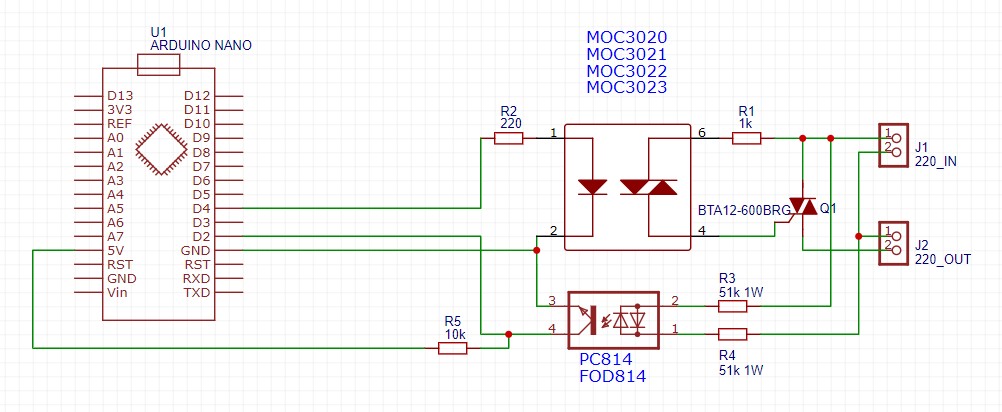 U1
ARDUINO NANO
D13 D12
3V3 D11
REF D10
A0 D9
A1 D8
A2 D7
A3 D6
A4 D5
A5 D4
A6 D3
A7 D2
5V GND
RST RST
GND RXD
Vin TXD
MOC3020
MOC3021
MOC3022
MOC3023
R2
220
1
2
6
4
R1
1k
BTA12-600BRG
Q1
1
2
J1
220_IN
1
2
J2
220_OUT
3
4
2
1
PC814
FOD814
R3
51k 1W
R4
51k 1W
R5
10k